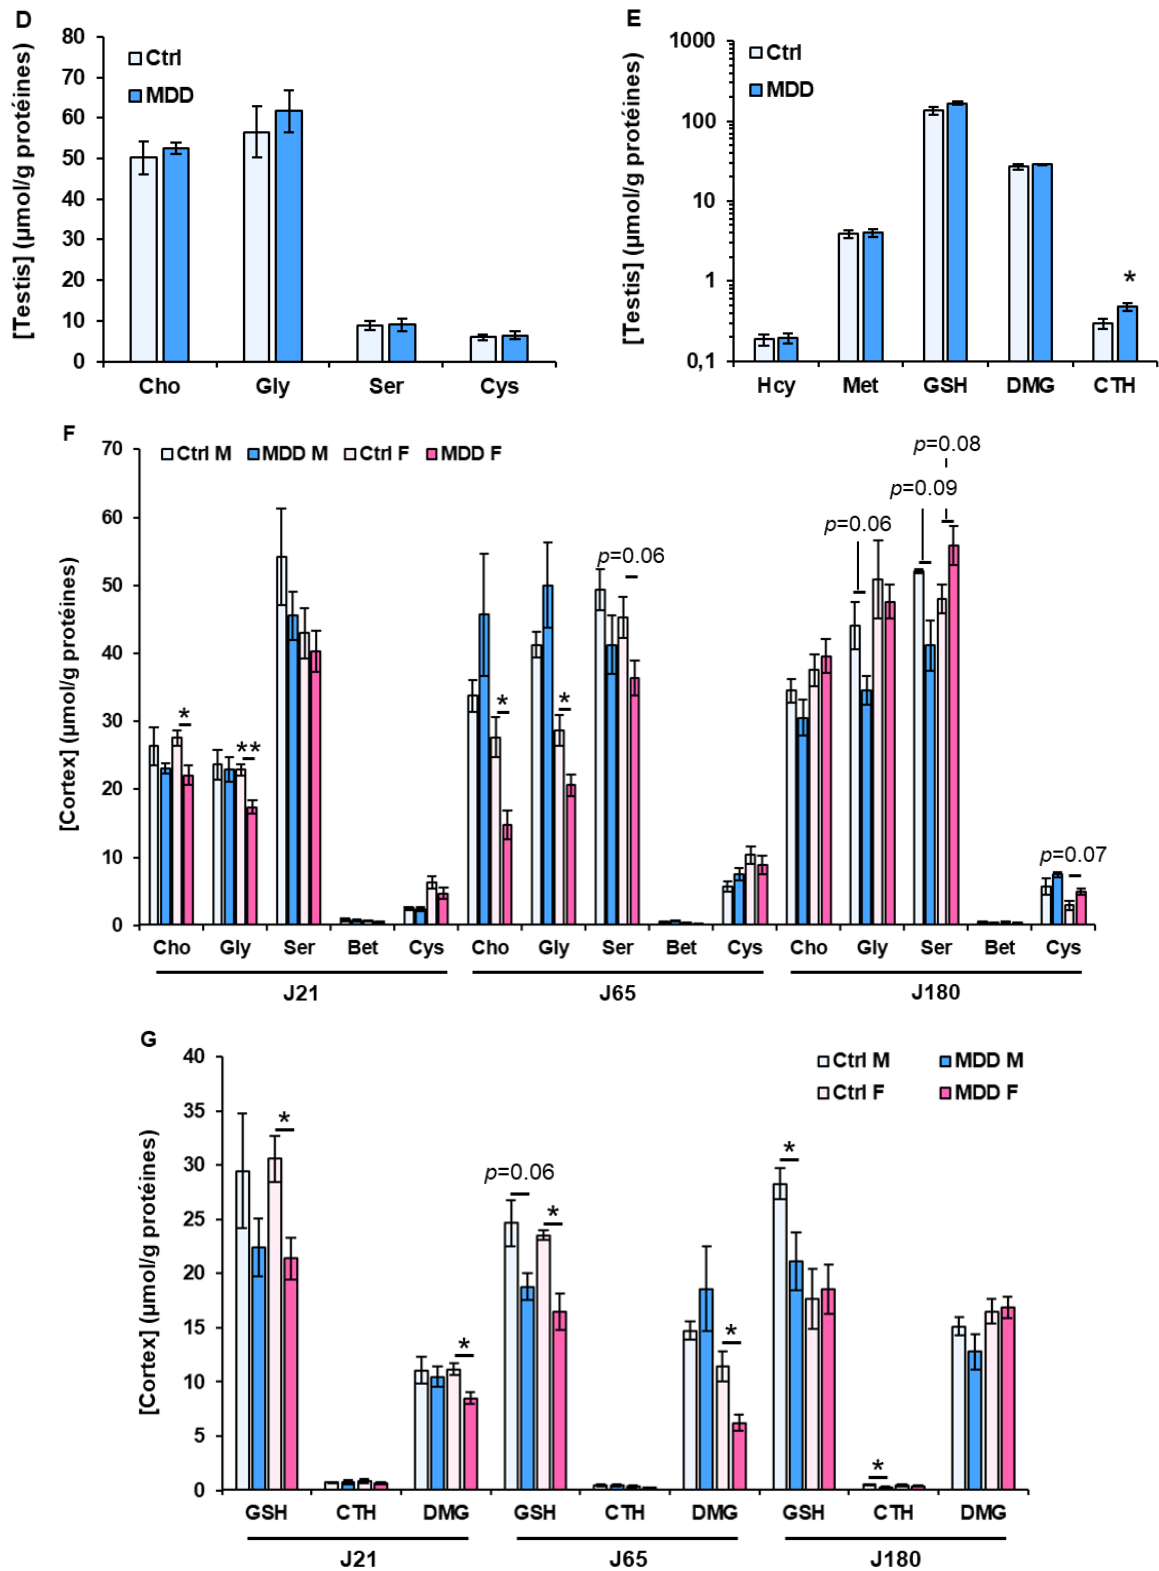 D
[Testis] (µmol/g protéines)
80
70
60
50
40
30
20
10
0
Ctrl
MDD
Cho Gly Ser Cys
E
[Testis] (µmol/g protéines)
1000
100
10
1
0,1
Ctrl
MDD
*
Hcy Met GSH DMG CTH
F
[Cortex] (µmol/g protéines)
70
60
50
40
30
20
10
0
Ctrl M MDD M Ctrl F MDD F
* ** * * p=0.06 p=0.06 p=0.09 p=0.08 p=0.07
Cho Gly Ser Bet Cys Cho Gly Ser Bet Cys Cho Gly Ser Bet Cys
J21 J65 J180
G
[Cortex] (µmol/g protéines)
40
35
30
25
20
15
10
5
0
Ctrl M MDD M
Ctrl F MDD F
* * p=0.06 * * * *
GSH CTH DMG GSH CTH DMG GSH CTH DMG
J21 J65 J180